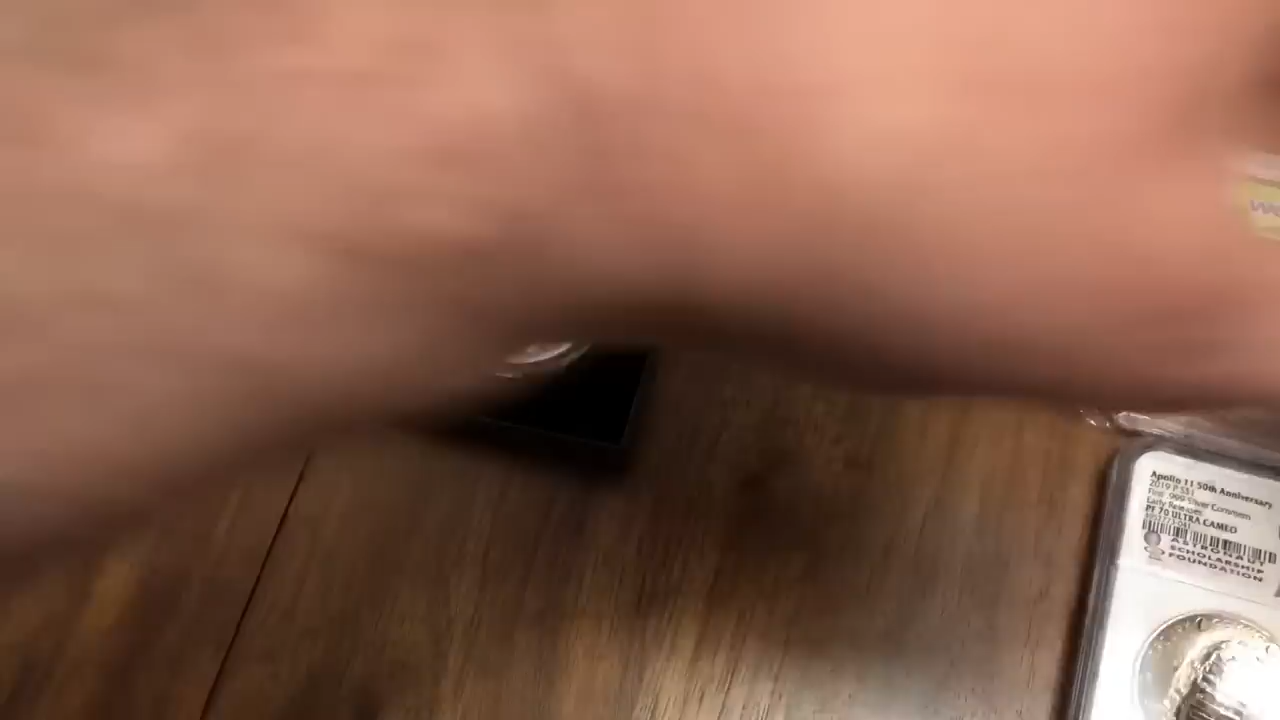 Apollo 11 50th Anniversary
2019 P S$1
First .999 Silver Commem
Early Releases
PF 70 ULTRA CAMEO
ASTRONAUT
SCHOLARSHIP
FOUNDATION